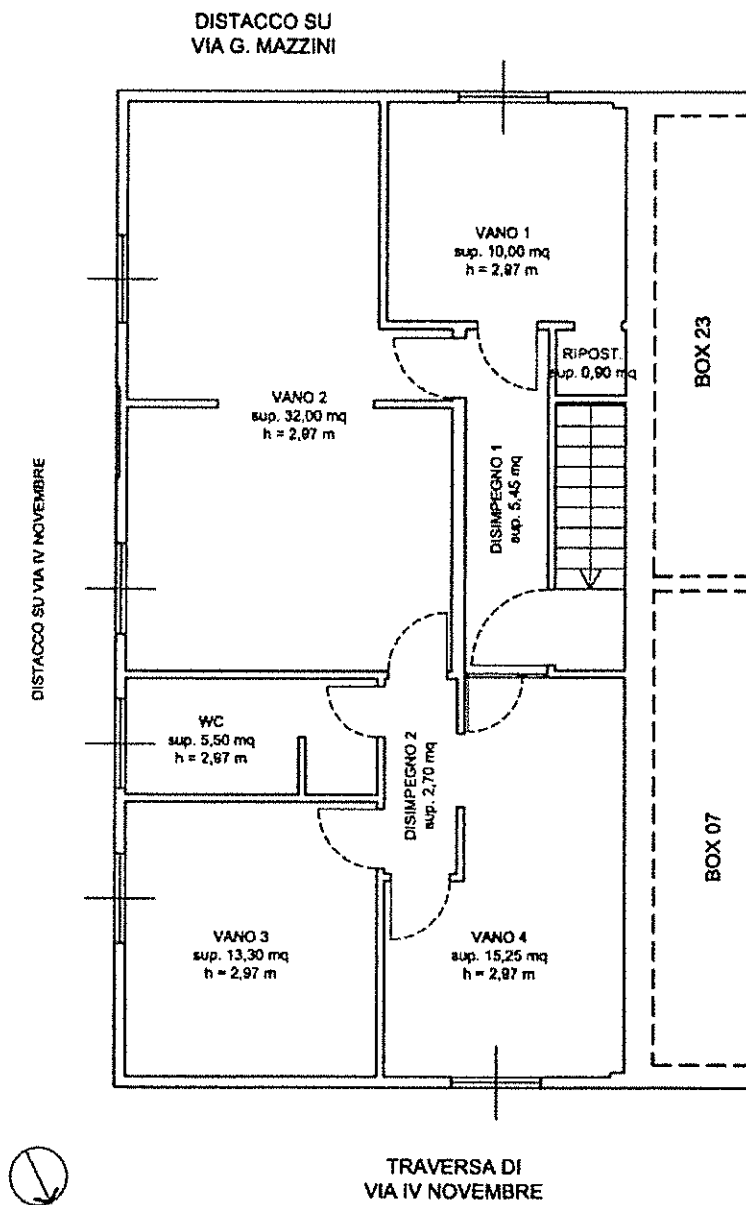 DISTACCO SU
VIA G. MAZZINI
VANO 1
sup. 10,00 mq
h = 2,97 m
RIPOST.
sup. 0,90 mq
BOX 23
VANO 2
sup. 32,00 mq
h = 2,97 m
DISIMPEGNO 1
sup. 5,45 mq
DISTACCO SU VIA IV NOVEMBRE
WC
sup. 5,50 mq
h = 2,97 m
DISIMPEGNO 2
sup. 2,70 mq
BOX 07
VANO 3
sup. 13,30 mq
h = 2,97 m
VANO 4
sup. 15,25 mq
h = 2,97 m
TRAVERSA DI
VIA IV NOVEMBRE